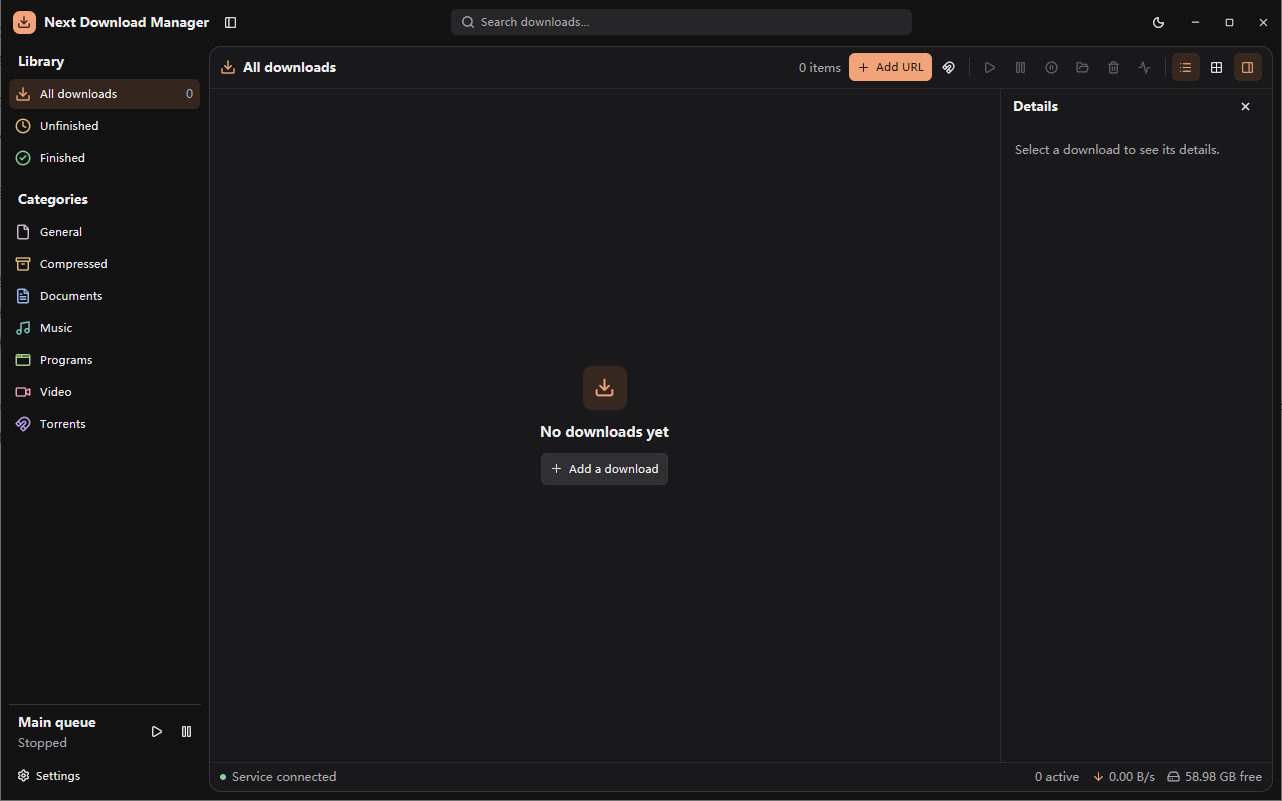 Next Download Manager
Search downloads...
Library
All downloads 0
Unfinished
Finished
Categories
General
Compressed
Documents
Music
Programs
Video
Torrents
Main queue
Stopped
Settings
All downloads
0 items
Add URL
No downloads yet
Add a download
Details
Select a download to see its details.
Service connected
0 active
0.00 B/s
58.98 GB free